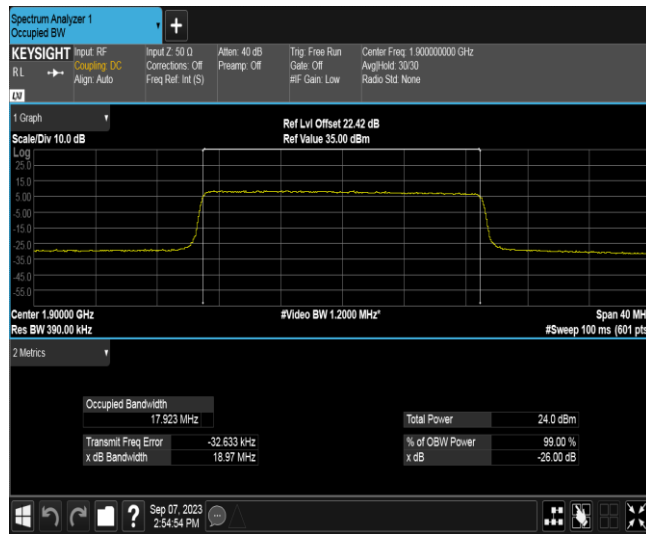 Spectrum Analyzer 1
Occupied BW
+
KEYSIGHT
RL
LXI
Input: RF
Coupling: DC
Align: Auto
Input Z: 50 Ω
Corrections: Off
Freq Ref: Int (S)
Atten: 40 dB
Preamp: Off
Trig: Free Run
Gate: Off
#IF Gain: Low
Center Freq: 1.900000000 GHz
Avg|Hold: 30/30
Radio Std: None
1 Graph
Scale/Div 10.0 dB
Ref Lvl Offset 22.42 dB
Ref Value 35.00 dBm
Log
25.0
15.0
5.00
-5.00
-15.0
-25.0
-35.0
-45.0
-55.0
Center 1.90000 GHz
#Video BW 1.2000 MHz*
Span 40 MH
Res BW 390.00 kHz
#Sweep 100 ms (601 pts
2 Metrics
Occupied Bandwidth
17.923 MHz
Total Power 24.0 dBm
Transmit Freq Error -32.633 kHz
% of OBW Power 99.00 %
x dB Bandwidth 18.97 MHz
x dB -26.00 dB
?
Sep 07, 2023
2:54:54 PM